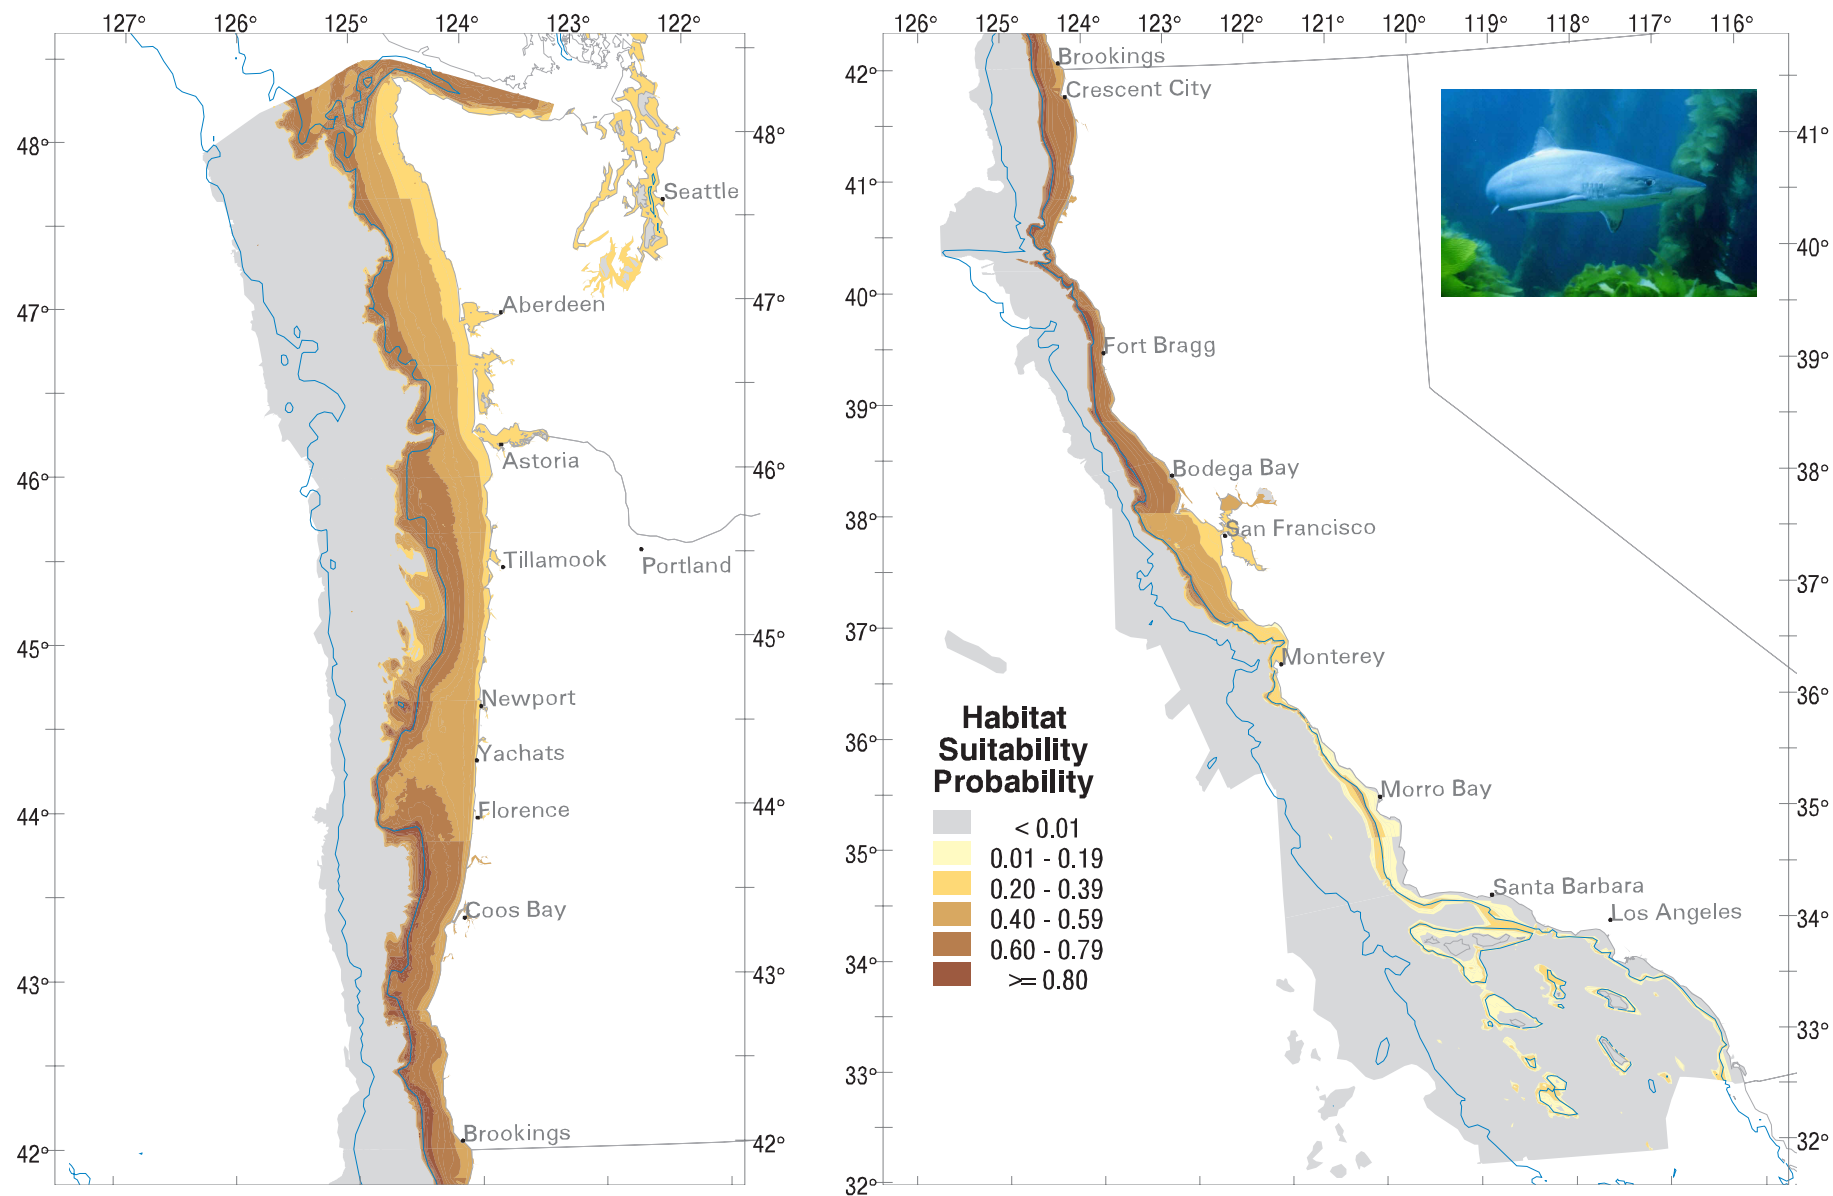 127° 126° 125° 124° 123° 122°
126° 125° 124° 123° 122° 121° 120° 119° 118° 117° 116°
48° 48°
47° 47°
46° 46°
45° 45°
44° 44°
43° 43°
42° 42°
Seattle
Aberdeen
Astoria
Tillamook
Portland
Newport
Yachats
Florence
Coos Bay
Brookings
42° 41°
41° 40°
40° 39°
39° 38°
38° 37°
37° 36°
36° 35°
35° 34°
34° 33°
33° 32°
32°
Brookings
Crescent City
Fort Bragg
Bodega Bay
San Francisco
Monterey
Morro Bay
Santa Barbara
Los Angeles
Habitat
Suitability
Probability
< 0.01
0.01 - 0.19
0.20 - 0.39
0.40 - 0.59
0.60 - 0.79
>= 0.80